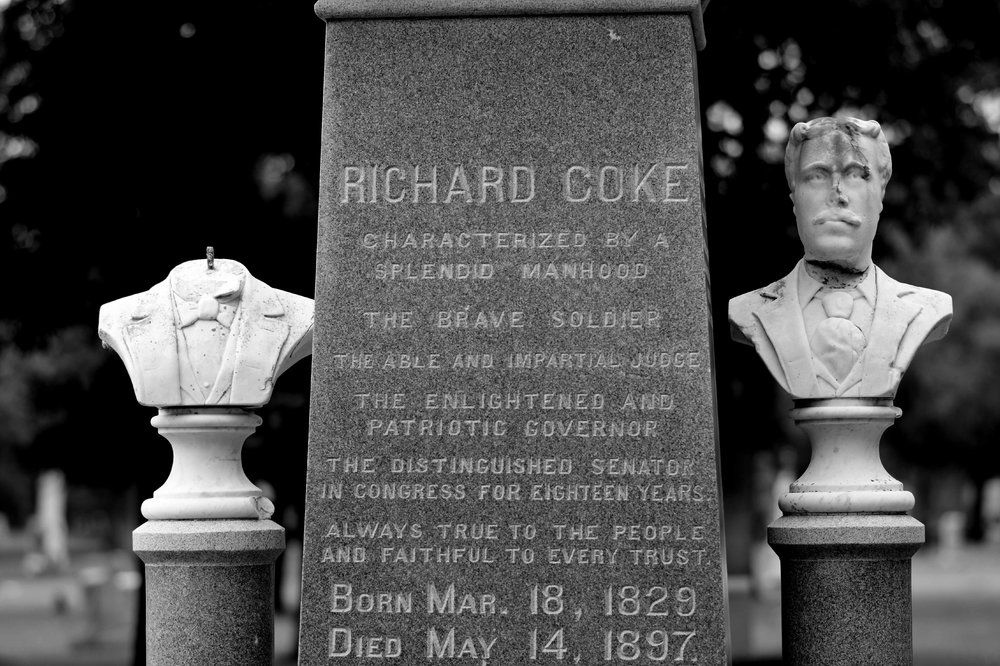 RICHARD COKE
CHARACTERIZED BY A
SPLENDID MANHOOD
THE BRAVE SOLDIER
THE ABLE AND IMPARTIAL JUDGE
THE ENLIGHTENED AND
PATRIOTIC GOVERNOR
THE DISTINGUISHED SENATOR
IN CONGRESS FOR EIGHTEEN YEARS.
ALWAYS TRUE TO THE PEOPLE
AND FAITHFUL TO EVERY TRUST.
BORN MAR. 18, 1829
DIED MAY 14, 1897.